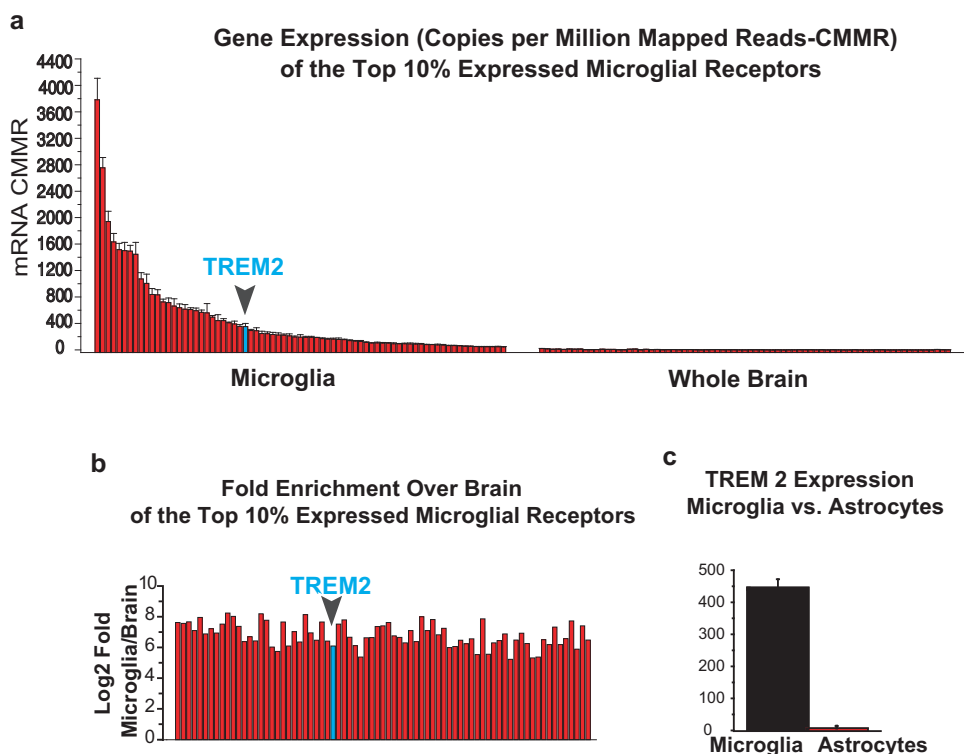 a
Gene Expression (Copies per Million Mapped Reads-CMMR)
of the Top 10% Expressed Microglial Receptors
mRNA CMMR
4400
4000
3600
3200
2800
2400
2000
1600
1200
800
400
0
TREM2
Microglia
Whole Brain
b
Fold Enrichment Over Brain
of the Top 10% Expressed Microglial Receptors
Log2 Fold
Microglia/Brain
10
8
6
4
2
0
TREM2
c
TREM 2 Expression
Microglia vs. Astrocytes
500
400
300
200
100
0
Microglia
Astrocytes